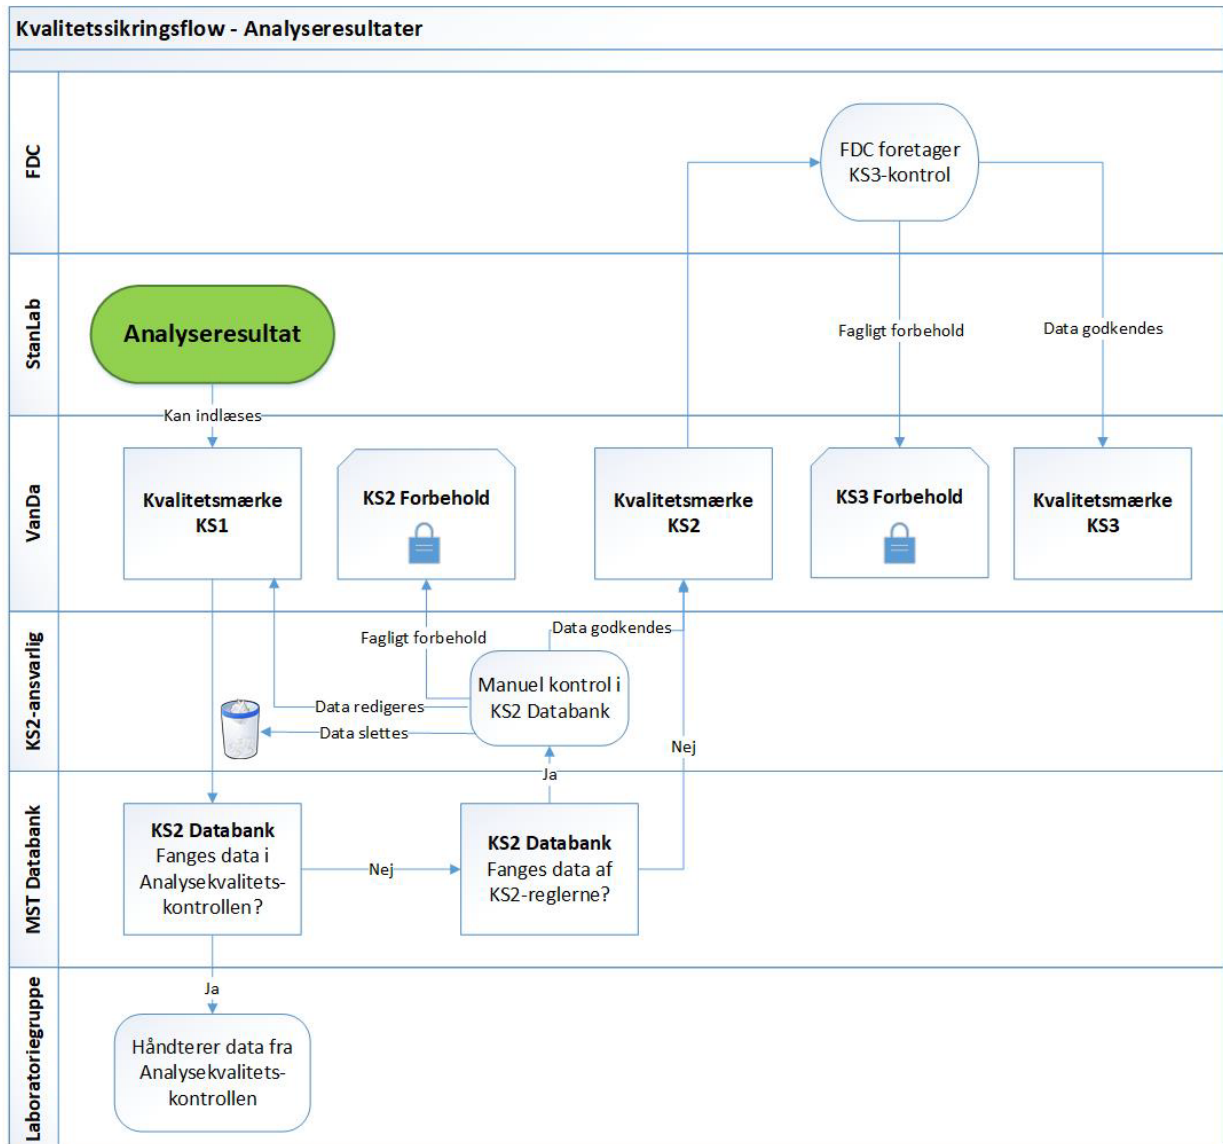 Kvalitetssikringsflow - Analyseresultater
FDC
FDC foretager
KS3-kontrol
StanLab
Analyseresultat
Kan indlæses
Fagligt forbehold
Data godkendes
VanDa
Kvalitetsmærke
KS1
KS2 Forbehold
Kvalitetsmærke
KS2
KS3 Forbehold
Kvalitetsmærke
KS3
KS2-ansvarlig
Fagligt forbehold
Data godkendes
Manuel kontrol i
KS2 Databank
Data redigeres
Data slettes
Nej
Ja
MST Databank
KS2 Databank
Fanges data i
Analysekvalitets-
kontrollen?
Nej
KS2 Databank
Fanges data af
KS2-reglerne?
Laboratoriegruppe
Ja
Håndterer data fra
Analysekvalitets-
kontrollen